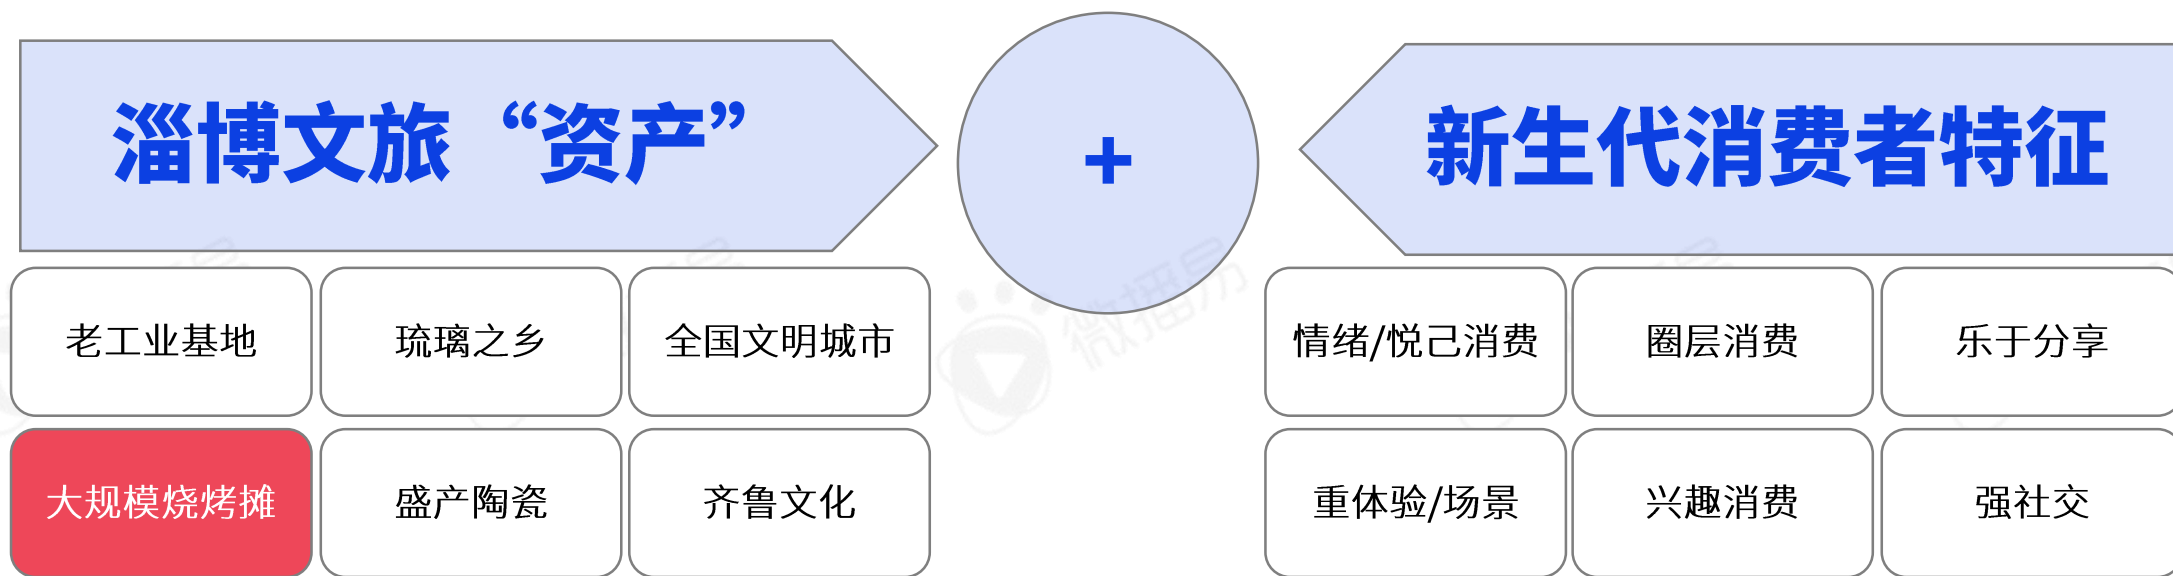 淄博文旅“资产”
+
新生代消费者特征
老工业基地
琉璃之乡
全国文明城市
情绪/悦己消费
圈层消费
乐于分享
大规模烧烤摊
盛产陶瓷
齐鲁文化
重体验/场景
兴趣消费
强社交
微播易